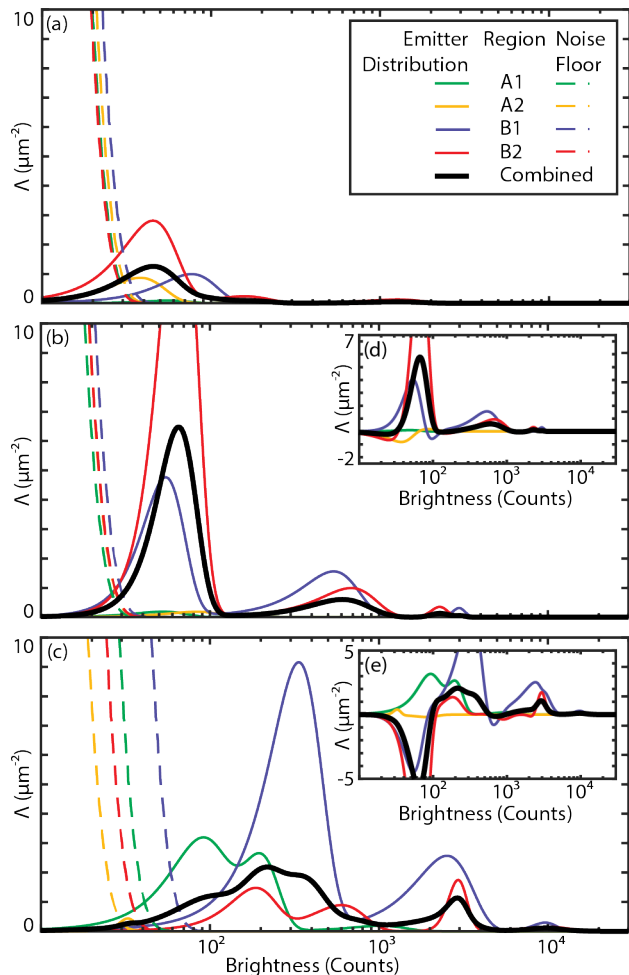 10
(a)
Λ (μm⁻²)
0
Emitter Region Noise
Distribution Floor
A1
A2
B1
B2
Combined
10
(b)
Λ (μm⁻²)
0
7
(d)
Λ (μm⁻²)
-2
10² 10³ 10⁴
Brightness (Counts)
10
(c)
Λ (μm⁻²)
0
5
(e)
Λ (μm⁻²)
-5
10² 10³ 10⁴
Brightness (Counts)
10² 10³ 10⁴
Brightness (Counts)